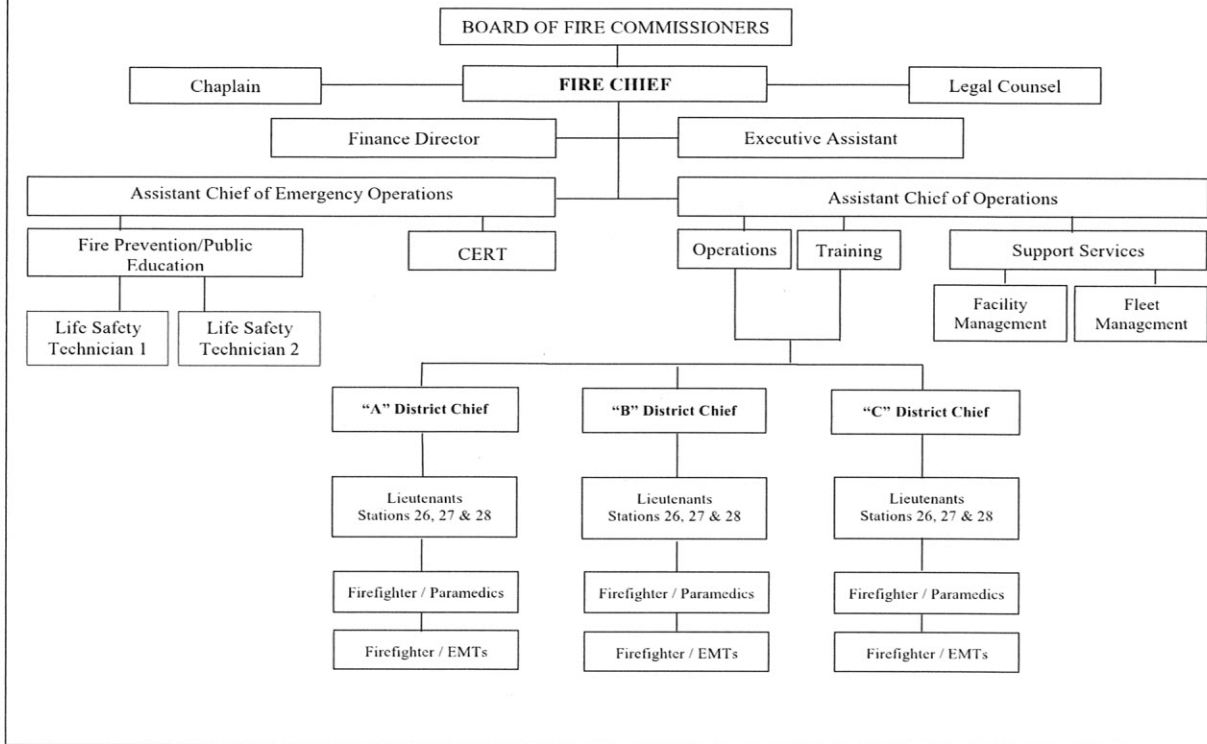 BOARD OF FIRE COMMISSIONERS
Chaplain
FIRE CHIEF
Legal Counsel
Finance Director
Executive Assistant
Assistant Chief of Emergency Operations
Assistant Chief of Operations
Fire Prevention/Public
Education
CERT
Operations
Training
Support Services
Life Safety
Technician 1
Life Safety
Technician 2
Facility
Management
Fleet
Management
"A" District Chief
"B" District Chief
"C" District Chief
Lieutenants
Stations 26, 27 & 28
Lieutenants
Stations 26, 27 & 28
Lieutenants
Stations 26, 27 & 28
Firefighter / Paramedics
Firefighter / Paramedics
Firefighter / Paramedics
Firefighter / EMTs
Firefighter / EMTs
Firefighter / EMTs